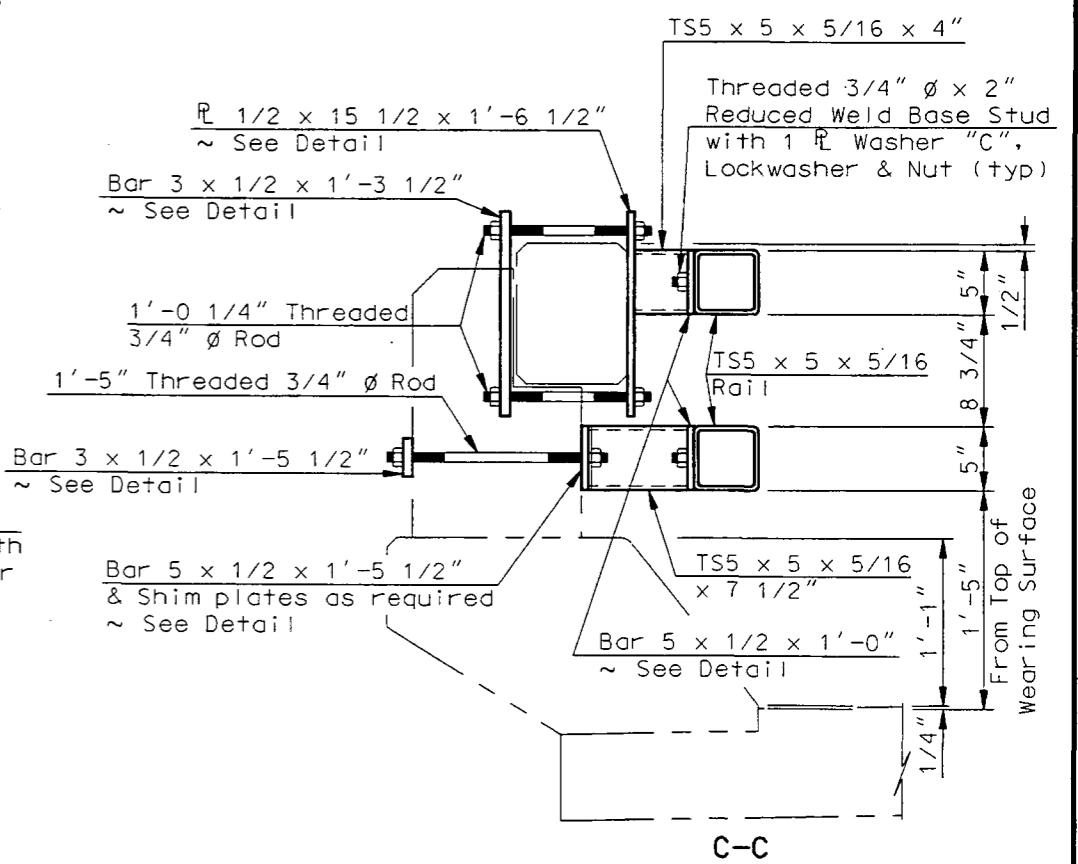 TS5 x 5 x 5/16 x 4"
Threaded 3/4" Ø x 2"
Reduced Weld Base Stud
with 1 ℞ Washer "C",
Lockwasher & Nut (typ)
℞ 1/2 x 15 1/2 x 1'-6 1/2"
~ See Detail
Bar 3 x 1/2 x 1'-3 1/2"
~ See Detail
1'-0 1/4" Threaded
3/4" Ø Rod
1'-5" Threaded 3/4" Ø Rod
Bar 3 x 1/2 x 1'-5 1/2"
~ See Detail
TS5 x 5 x 5/16
Rail
5"
1/2"
8 3/4"
5"
th
r
Bar 5 x 1/2 x 1'-5 1/2"
& Shim plates as required
~ See Detail
TS5 x 5 x 5/16
x 7 1/2"
Bar 5 x 1/2 x 1'-0"
~ See Detail
1'-1"
1'-5"
From Top of
Wearing Surface
1/4"
C-C